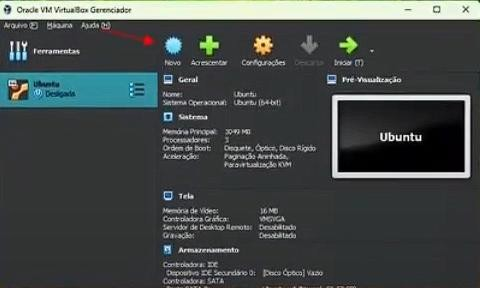 Oracle VM VirtualBox Gerenciador
Arquivo (F) Máquina Ajuda (H)
Ferramentas
Novo Acrescentar Configurações Descartar Iniciar (T)
Ubuntu
Desligada
Geral
Nome: Ubuntu
Sistema Operacional: Ubuntu (64-bit)
Sistema
Memória Principal: 3049 MB
Processadores: 3
Ordem de Boot: Disquete, Óptico, Disco Rígido
Aceleração: Paginação Aninhada,
Paravirtualização KVM
Pré-Visualização
Ubuntu
Tela
Memória de Vídeo: 16 MB
Controladora Gráfica: VMSVGA
Servidor de Desktop Remoto: Desabilitado
Gravação: Desabilitado
Armazenamento
Controladora: IDE
Dispositivo IDE Secundário 0: [Disco Óptico] Vazio
Controladora: SATA